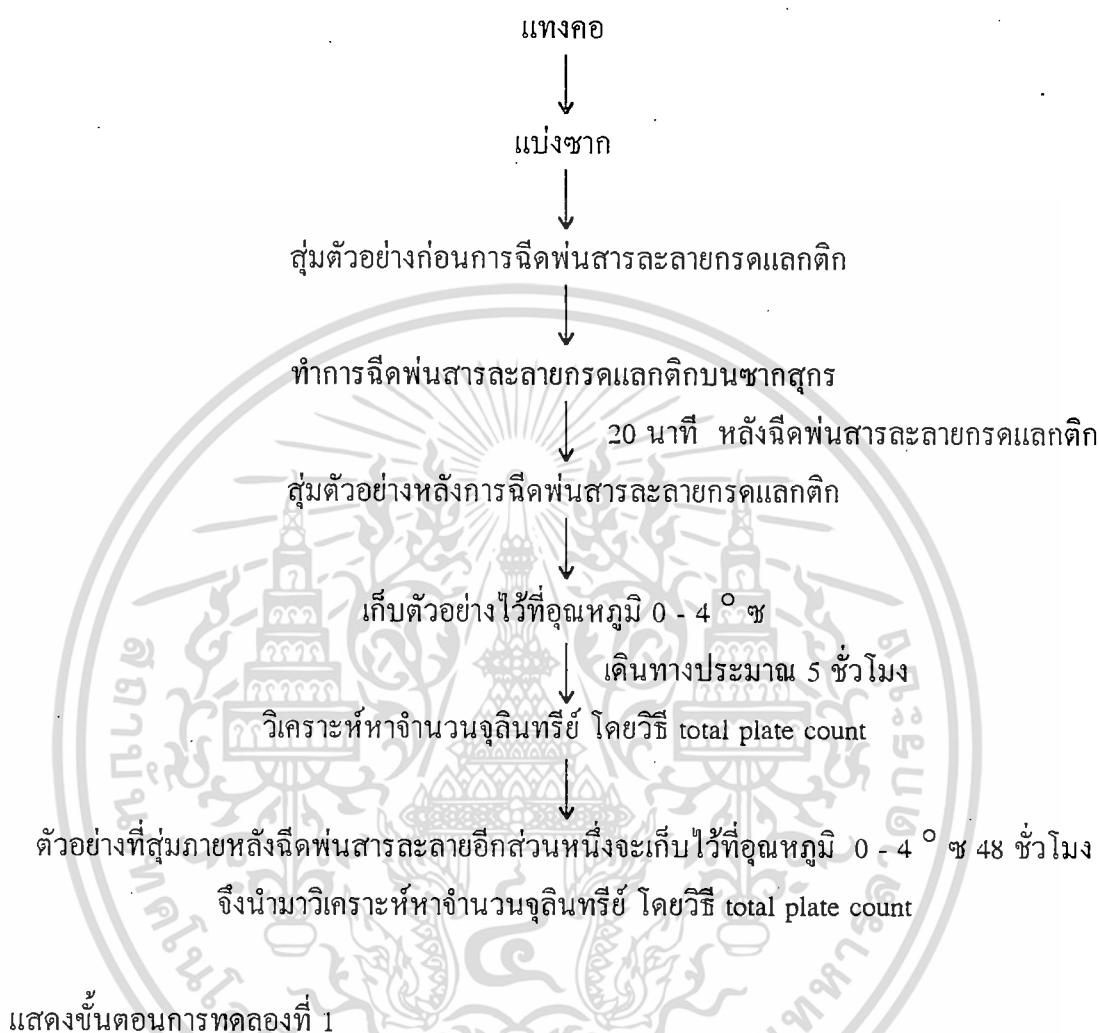 แทงคอ
แบ่งซาก
สุ่มตัวอย่างก่อนการฉีดพ่นสารละลายกรดแลกติก
ทำการฉีดพ่นสารละลายกรดแลกติกบนซากสุกร
20 นาที หลังฉีดพ่นสารละลายกรดแลกติก
สุ่มตัวอย่างหลังการฉีดพ่นสารละลายกรดแลกติก
เก็บตัวอย่างไว้ที่อุณหภูมิ 0 - 4 ° ซ
เดินทางประมาณ 5 ชั่วโมง
วิเคราะห์หาจำนวนจุลินทรีย์ โดยวิธี total plate count
ตัวอย่างที่สุ่มภายหลังฉีดพ่นสารละลายอีกส่วนหนึ่งจะเก็บไว้ที่อุณหภูมิ 0 - 4 ° ซ 48 ชั่วโมง
จึงนำมาวิเคราะห์หาจำนวนจุลินทรีย์ โดยวิธี total plate count
แสดงขั้นตอนการทดลองที่ 1